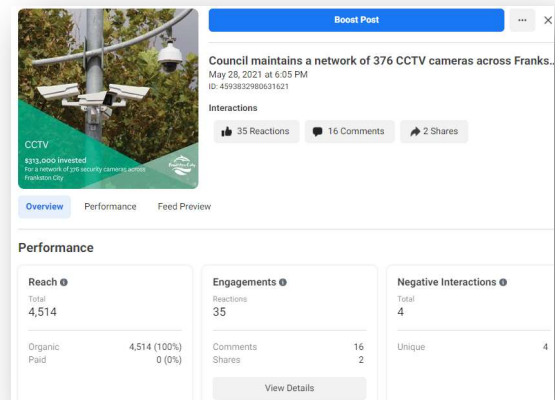 Boost Post
Council maintains a network of 376 CCTV cameras across Franks..
May 28, 2021 at 6:05 PM
ID: 4593832980631621
Interactions
35 Reactions
16 Comments
2 Shares
CCTV
$313,000 invested
For a network of 376 security cameras across
Frankston City
Frankston City
Overview Performance Feed Preview
Performance
Reach
Total
4,514
Organic 4,514 (100%)
Paid 0 (0%)
Engagements
Reactions
35
Comments 16
Shares 2
View Details
Negative Interactions
Total
4
Unique 4